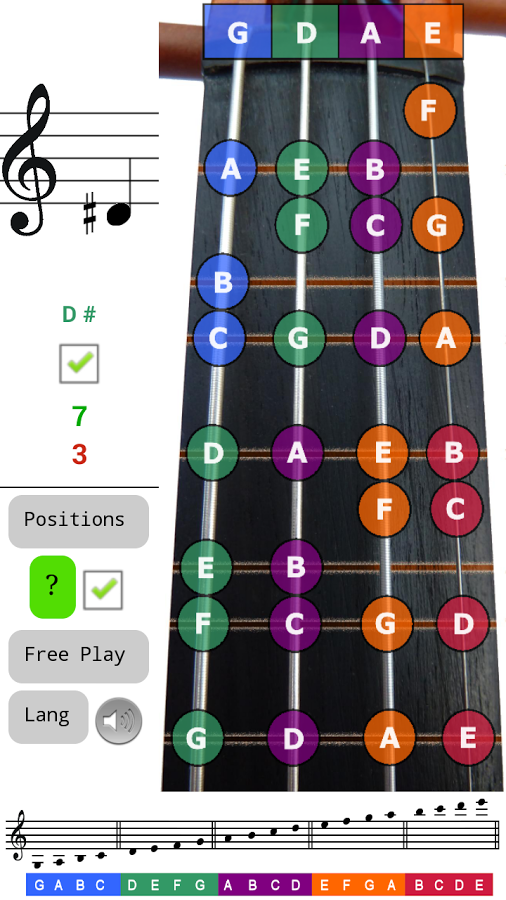 G D A E
F
A E B
F C G
B
D #
C G D A
7
3
D A E B
Positions
F C
?
E B
Free Play
F C G D
Lang
G D A E
G A B C D E F G A B C D E F G A B C D E